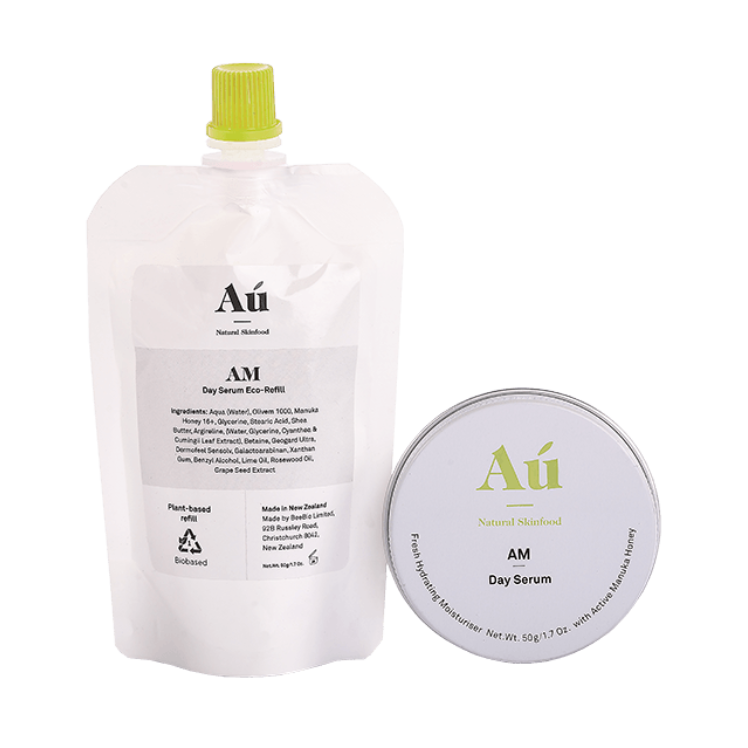 Aú
Natural Skinfood
AM
Day Serum Eco-Refill
Ingredients: Aqua (Water), Olivem 1000, Manuka
Honey 16+, Glycerine, Stearic Acid, Shea
Butter, Argireline, (Water, Glycerine, Cyanthea &
Cumingii Leaf Extract), Betaine, Geogard Ultra,
Dermofeel Sensolv, Galactoarabinan, Xanthan
Gum, Benzyl Alcohol, Lime Oil, Rosewood Oil,
Grape Seed Extract
Plant-based
refill
Biobased
Made in New Zealand
Made by BeeBio Limited,
92B Russley Road,
Christchurch 8042,
New Zealand
Net.Wt. 50g/1.7 Oz.
Aú
Natural Skinfood
AM
Day Serum
Fresh Hydrating Moisturiser Net.Wt. 50g/1.7 Oz. with Active Manuka Honey